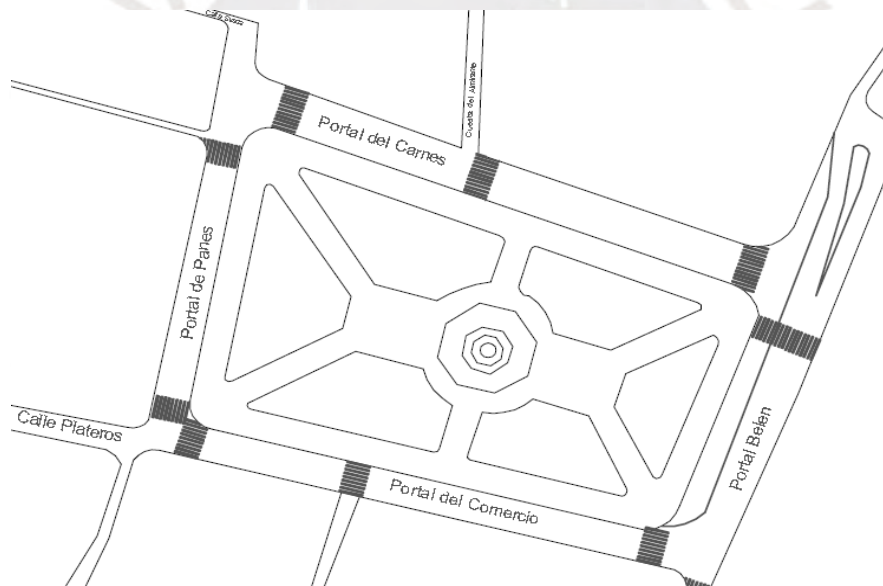 Portal del Carnes
Cuesta del Almirante
Portal de Panes
Calle Plateros
Portal del Comercio
Portal Belen